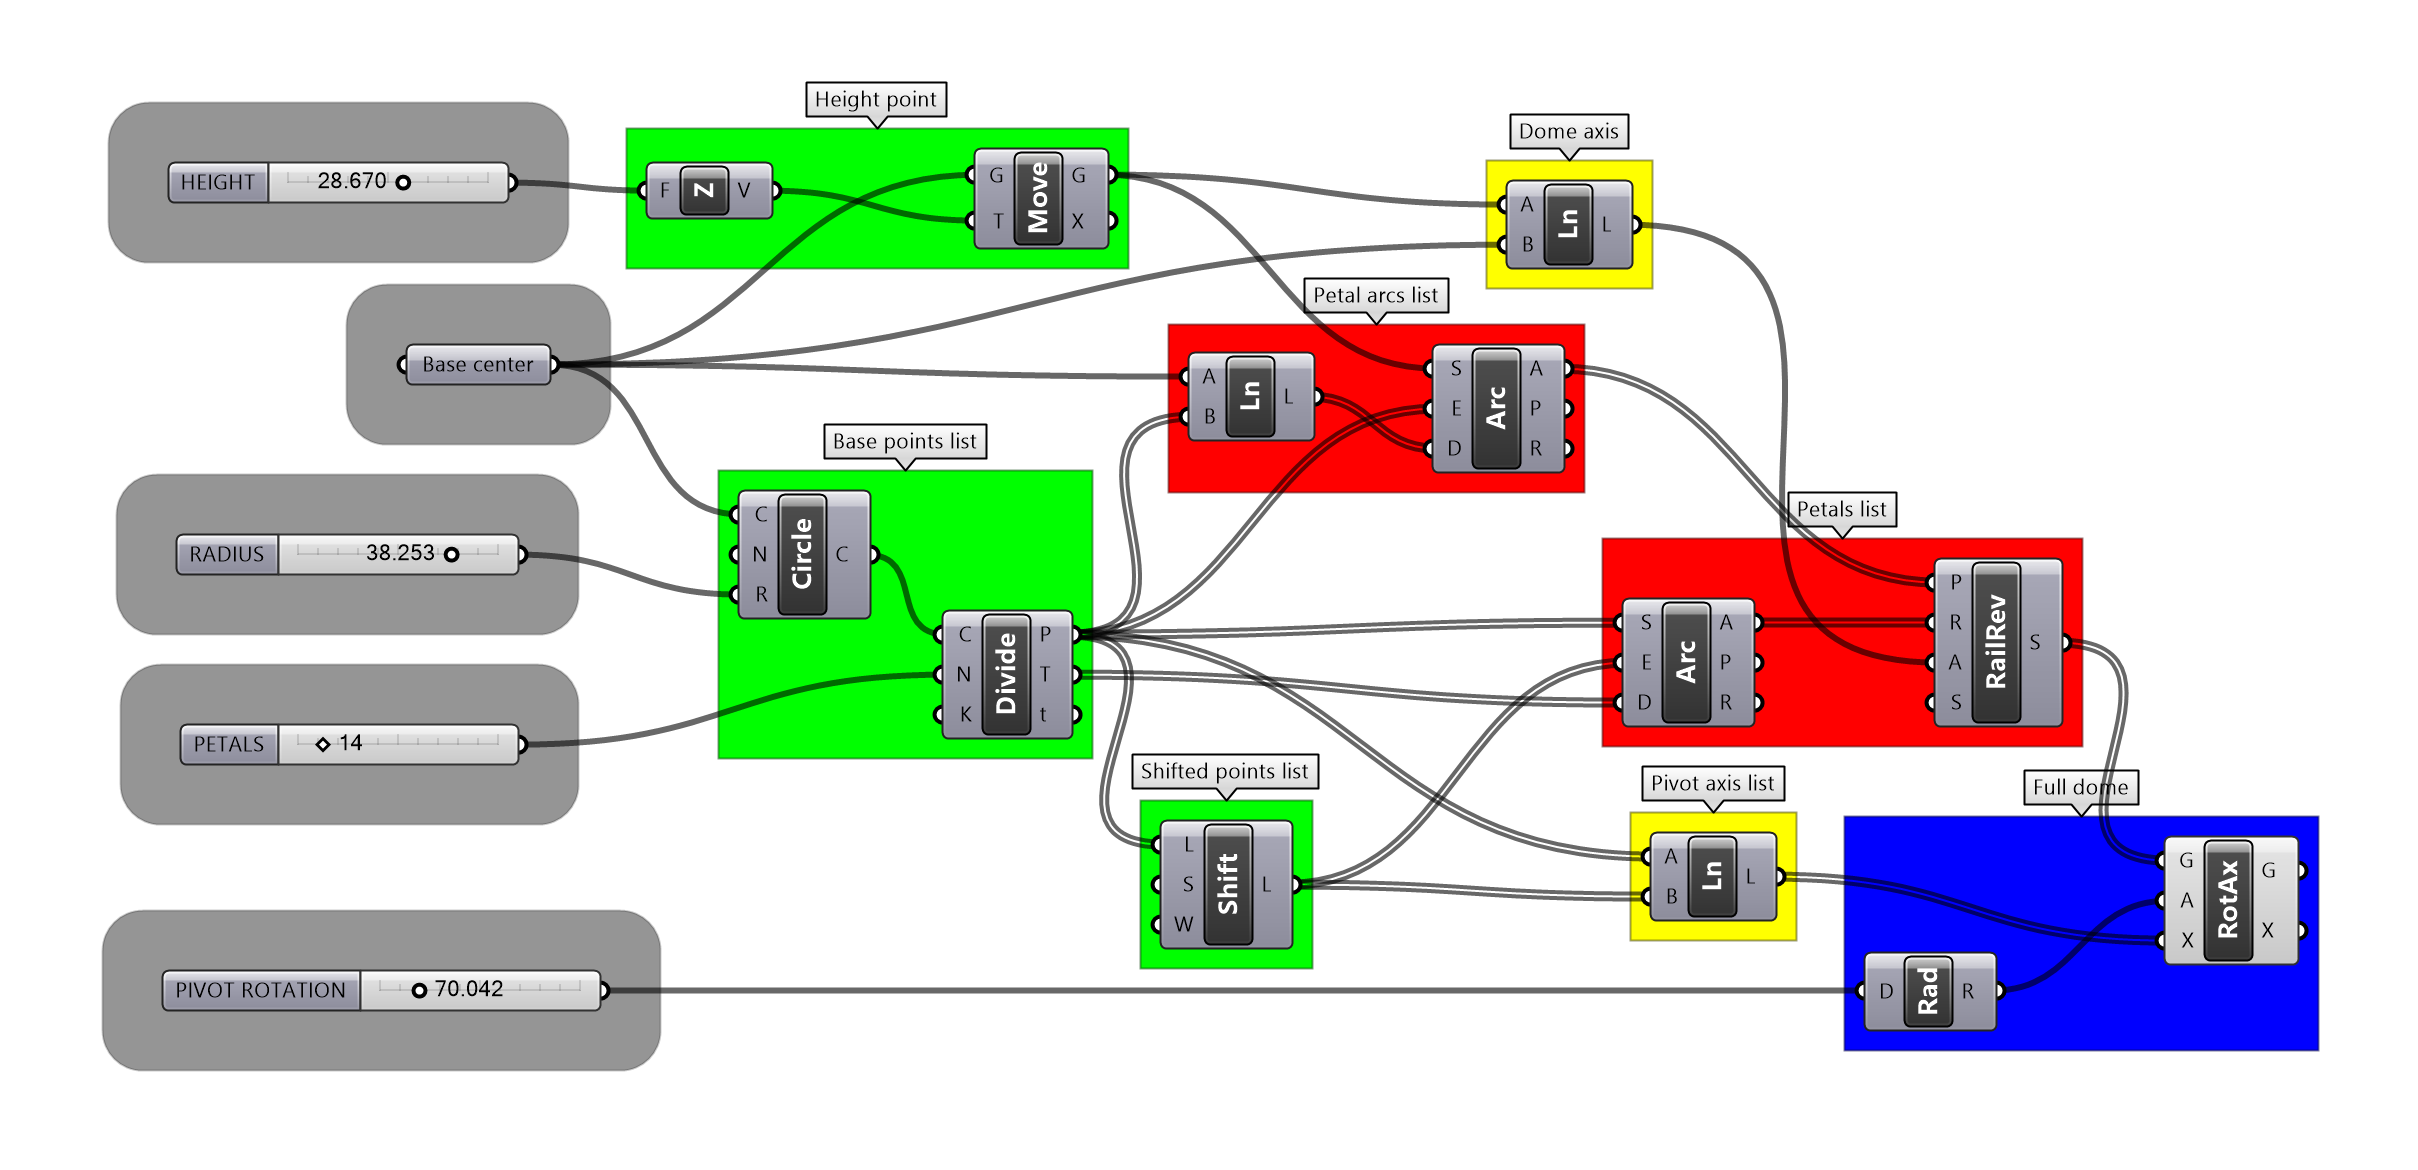 Height point
Dome axis
HEIGHT 28.670
F Z V
G T Move G X
A B Ln L
Petal arcs list
Base center
A B Ln L
S E D Arc A P R
Base points list
Petals list
C N R Circle C
RADIUS 38.253
C N K Divide P T t
S E D Arc A P R
P R A S RailRev S
PETALS 14
Shifted points list
Pivot axis list
Full dome
L S W Shift L
A B Ln L
G A X RotAx G X
PIVOT ROTATION 70.042
D Rad R